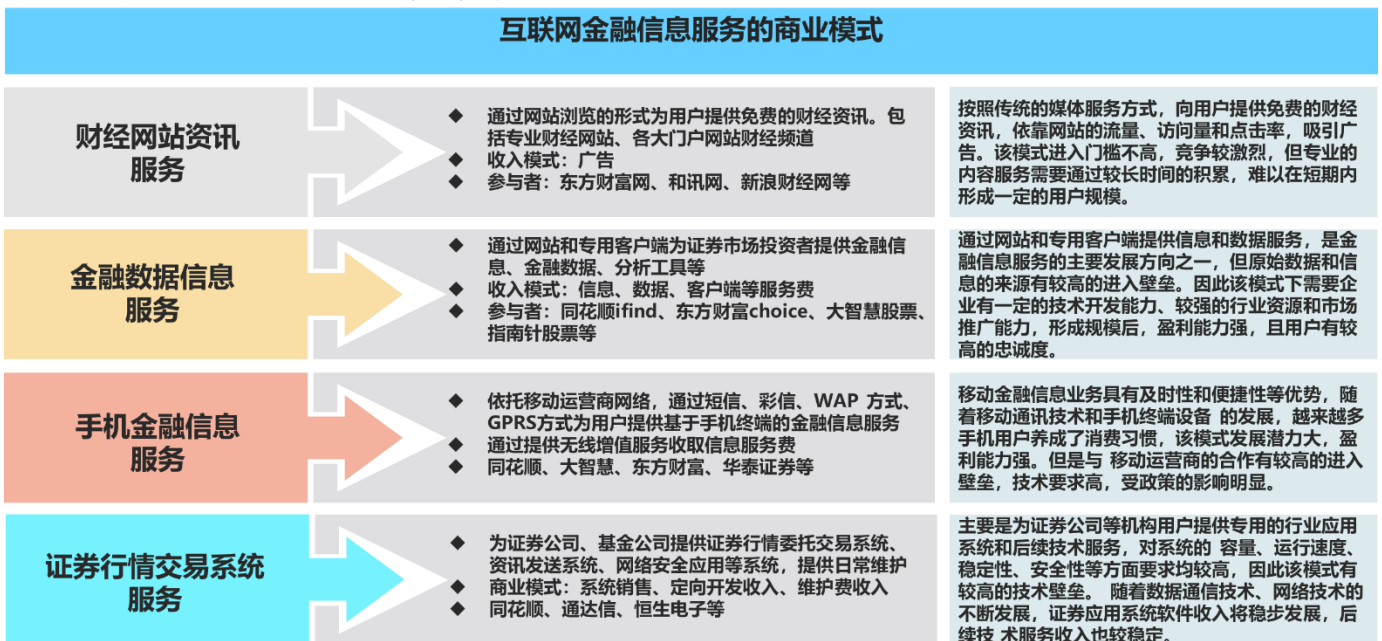 互联网金融信息服务的商业模式
财经网站资讯
服务
◆ 通过网站浏览的形式为用户提供免费的财经资讯。包
括专业财经网站、各大门户网站财经频道
◆ 收入模式：广告
◆ 参与者：东方财富网、和讯网、新浪财经网等
按照传统的媒体服务方式，向用户提供免费的财经
资讯，依靠网站的流量、访问量和点击率，吸引广
告。该模式进入门槛不高，竞争较激烈，但专业的
内容服务需要通过较长时间的积累，难以在短期内
形成一定的用户规模。
金融数据信息
服务
◆ 通过网站和专用客户端为证券市场投资者提供金融信
息、金融数据、分析工具等
◆ 收入模式：信息、数据、客户端等服务费
◆ 参与者：同花顺ifind、东方财富choice、大智慧股票、
指南针股票等
通过网站和专用客户端提供信息和数据服务，是金
融信息服务的主要发展方向之一，但原始数据和信
息的来源有较高的进入壁垒。因此该模式下需要企
业有一定的技术开发能力、较强的行业资源和市场
推广能力，形成规模后，盈利能力强，且用户有较
高的忠诚度。
手机金融信息
服务
◆ 依托移动运营商网络，通过短信、彩信、WAP 方式、
GPRS方式为用户提供基于手机终端的金融信息服务
◆ 通过提供无线增值服务收取信息服务费
◆ 同花顺、大智慧、东方财富、华泰证券等
移动金融信息业务具有及时性和便捷性等优势，随
着移动通讯技术和手机终端设备 的发展，越来越多
手机用户养成了消费习惯，该模式发展潜力大，盈
利能力强。但是与 移动运营商的合作有较高的进入
壁垒，技术要求高，受政策的影响明显。
证券行情交易系统
服务
◆ 为证券公司、基金公司提供证券行情委托交易系统、
资讯发送系统、网络安全应用等系统，提供日常维护
◆ 商业模式：系统销售、定向开发收入、维护费收入
◆ 同花顺、通达信、恒生电子等
主要是为证券公司等机构用户提供专用的行业应用
系统和后续技术服务，对系统的 容量、运行速度、
稳定性、安全性等方面要求均较高，因此该模式有
较高的技术壁垒。 随着数据通信技术、网络技术的
不断发展，证券应用系统软件收入将稳步发展，后
续技 术服务收入也较稳定。